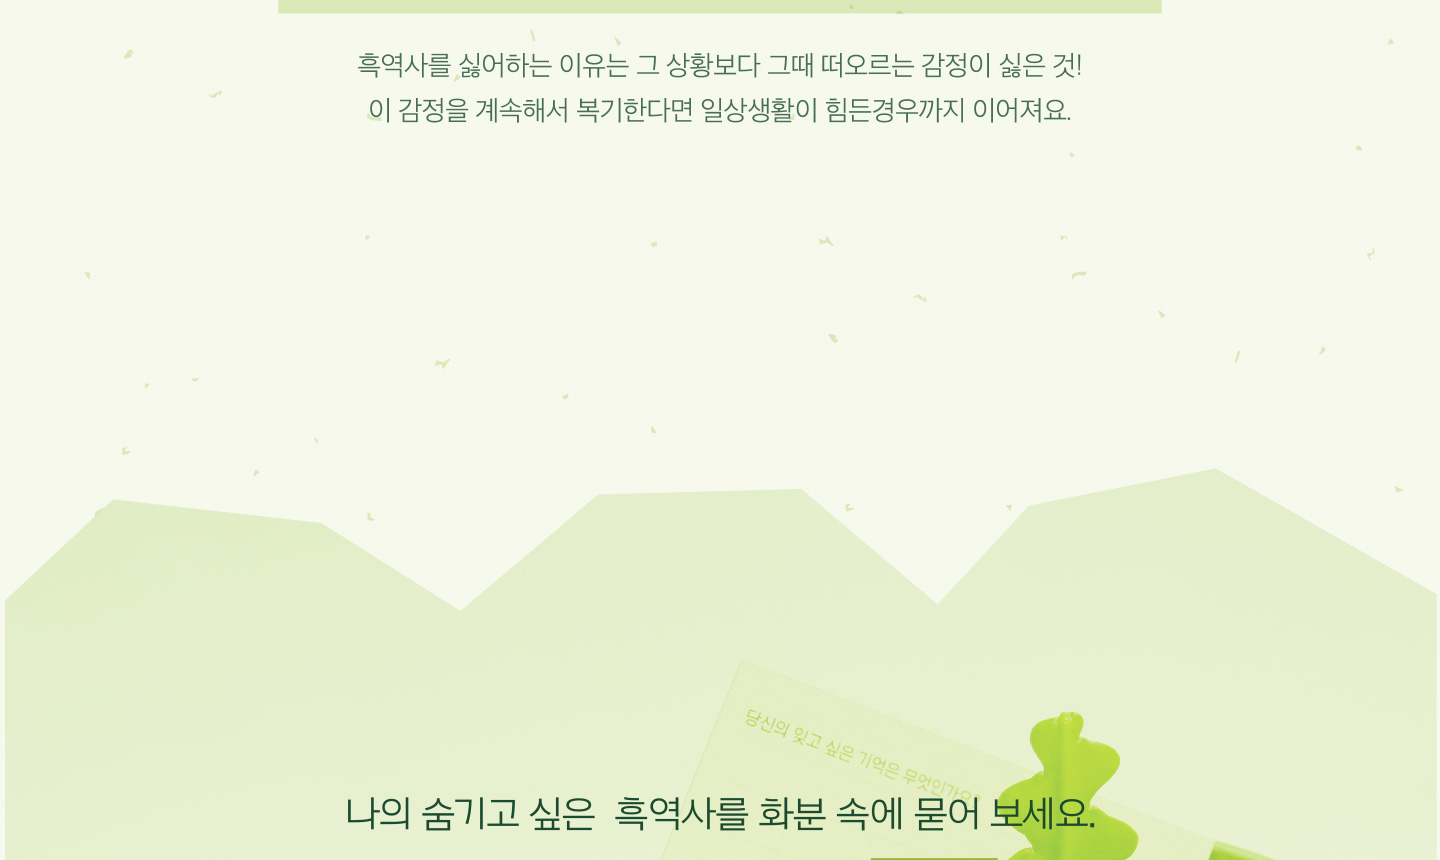 흑역사를 싫어하는 이유는 그 상황보다 그때 떠오르는 감정이 싫은 것!
이 감정을 계속해서 복기한다면 일상생활이 힘든경우까지 이어져요.
당신의 잊고 싶은 기억은 무엇인가요?
나의 숨기고 싶은 흑역사를 화분 속에 묻어 보세요.